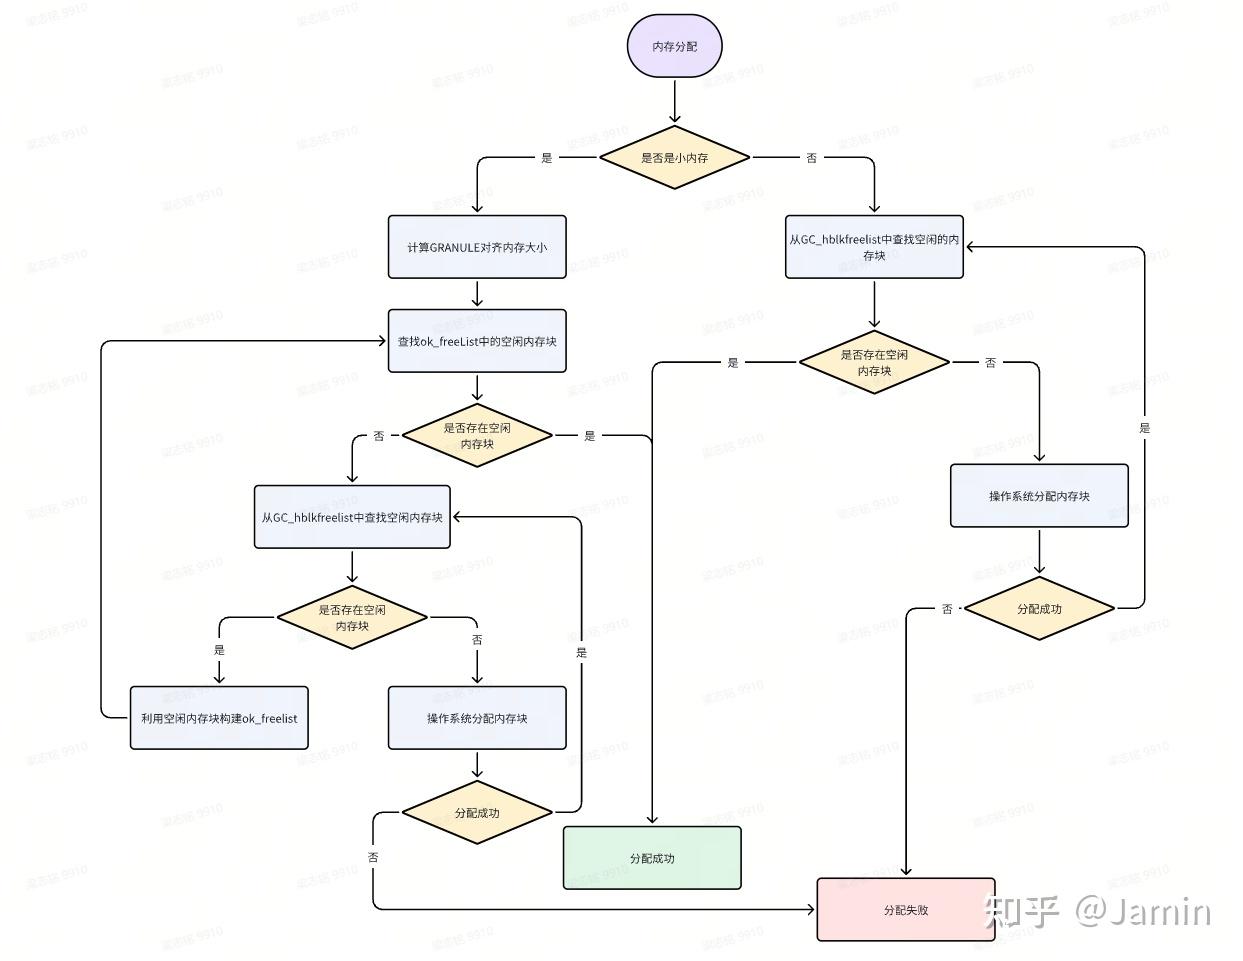 内存分配
是否是小内存
是
否
计算GRANULE对齐内存大小
从GC_hblkfreelist中查找空闲的内
存块
查找ok_freeList中的空闲内存块
是否存在空闲
内存块
是
否
是否存在空闲
内存块
否
是
是
从GC_hblkfreelist中查找空闲内存块
操作系统分配内存块
是否存在空闲
内存块
分配成功
否
是
否
是
利用空闲内存块构建ok_freelist
操作系统分配内存块
分配成功
否
分配成功
分配失败
知乎 @Jamin
梁志铭 9910